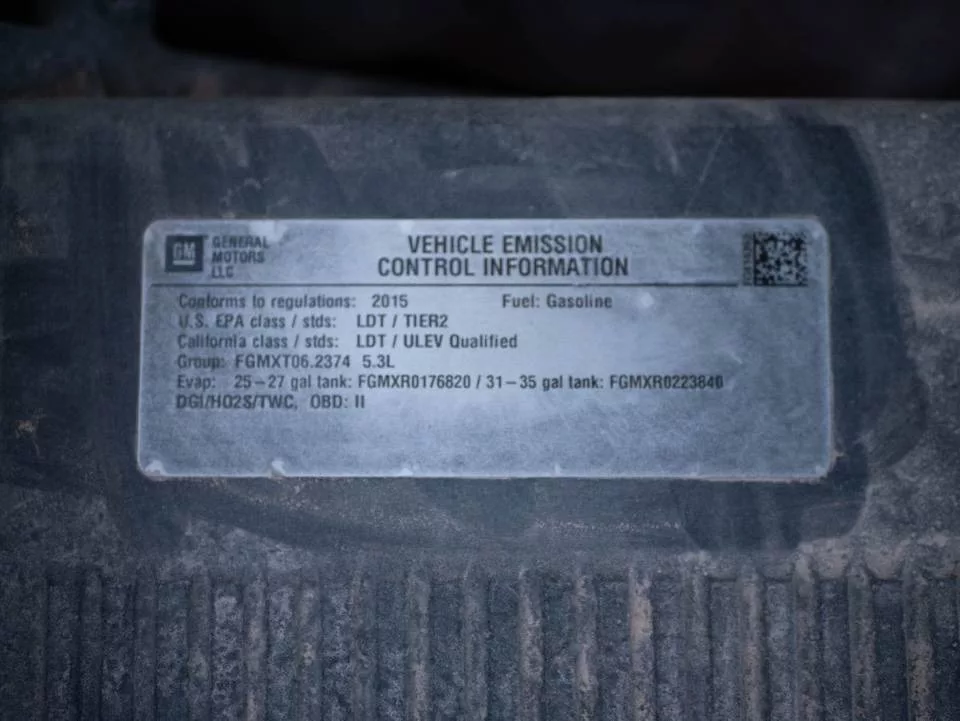 GM
GENERAL
MOTORS
LLC
VEHICLE EMISSION
CONTROL INFORMATION
Conforms to regulations: 2015 Fuel: Gasoline
U.S. EPA class / stds: LDT / TIER2
California class / stds: LDT / ULEV Qualified
Group: FGMXT06.2374 5.3L
Evap: 25-27 gal tank: FGMXR0176820 / 31-35 gal tank: FGMXR0223840
DGI/HO2S/TWC, OBD: II